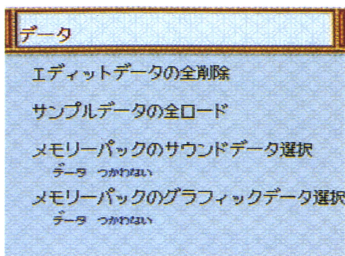 データ
エディットデータの全削除
サンプルデータの全ロード
メモリーパックのサウンドデータ選択
データ つかわない
メモリーパックのグラフィックデータ選択
データ つかわない